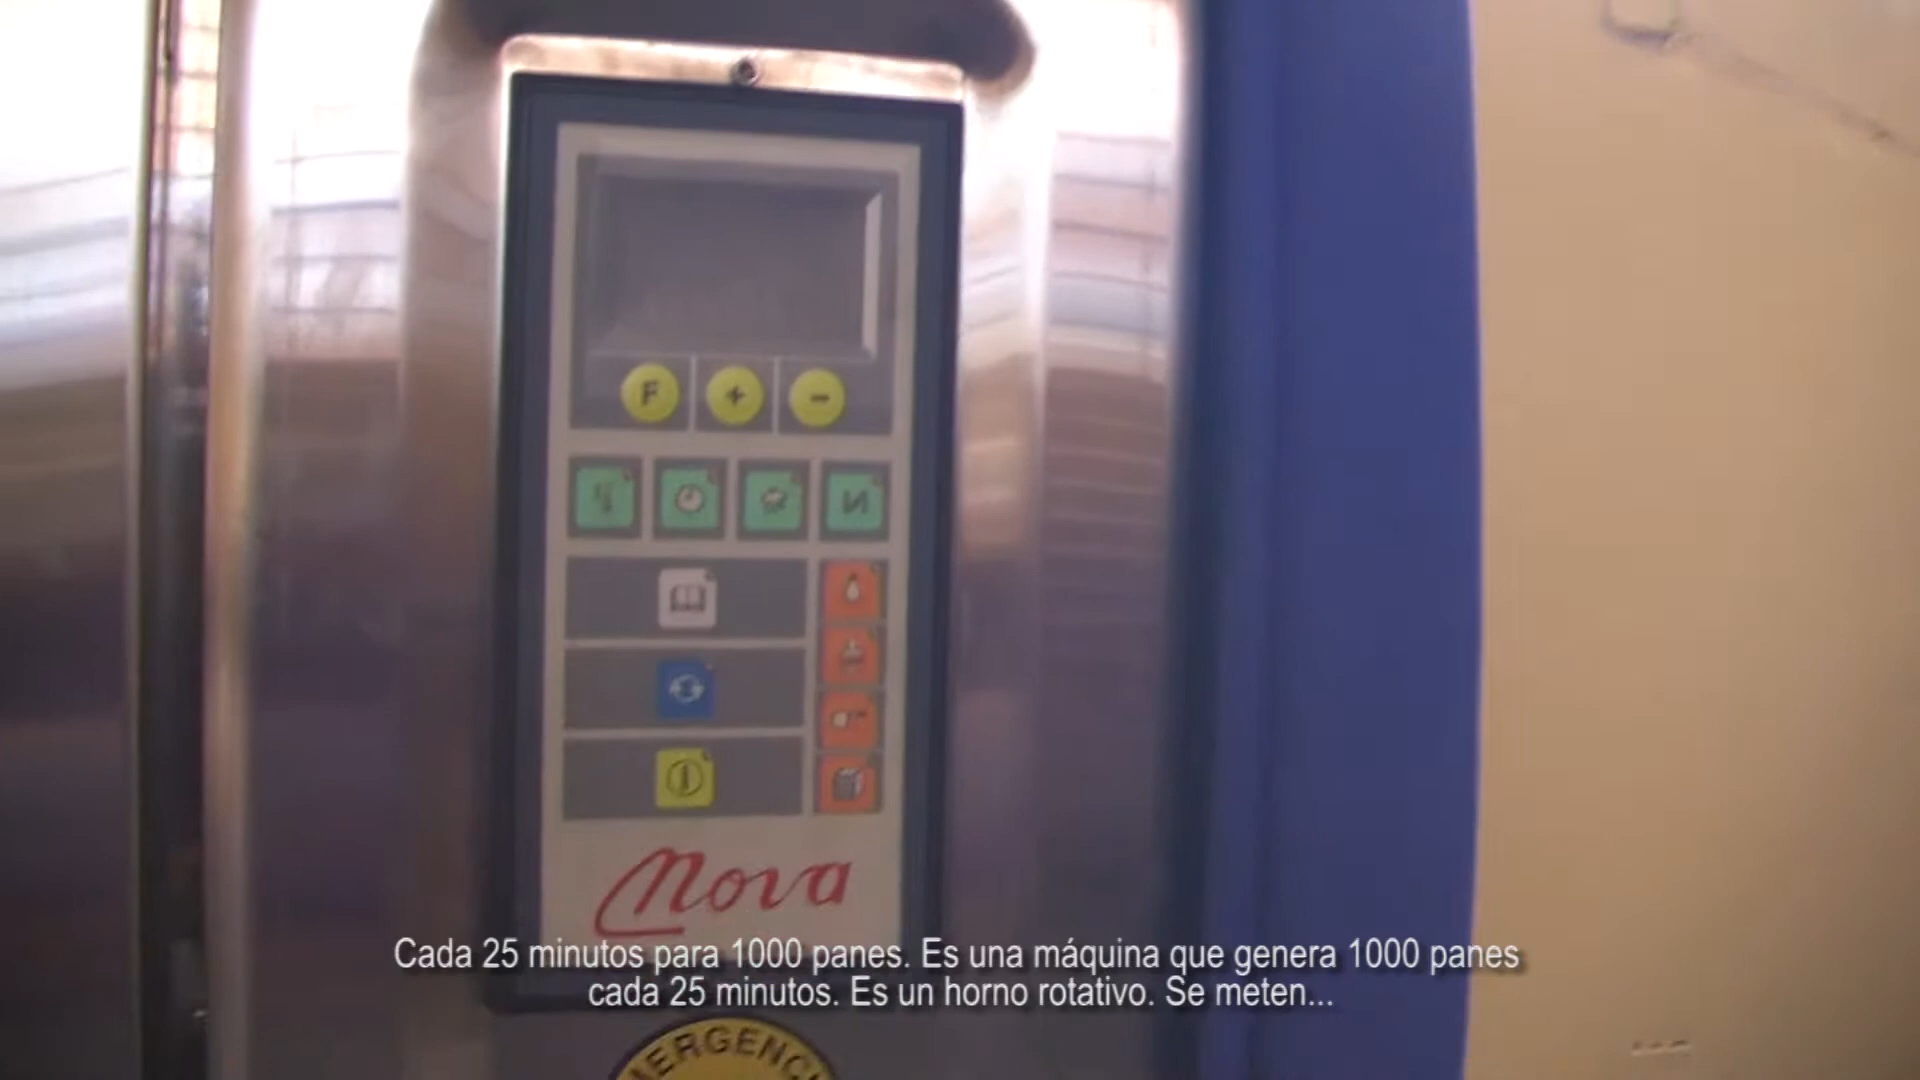 F + -
Nova
Cada 25 minutos para 1000 panes. Es una máquina que genera 1000 panes
cada 25 minutos. Es un horno rotativo. Se meten...